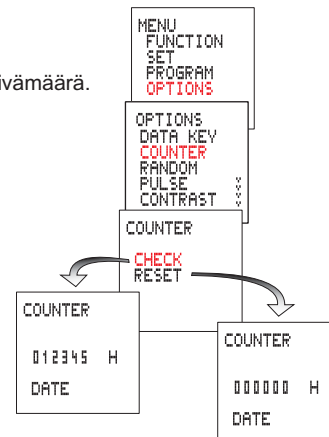 MENU
FUNCTION
SET
PROGRAM
OPTIONS
OPTIONS
DATA KEY
COUNTER
RANDOM
PULSE
CONTRAST
COUNTER
CHECK
RESET
COUNTER
012345 H
DATE
COUNTER
000000 H
DATE